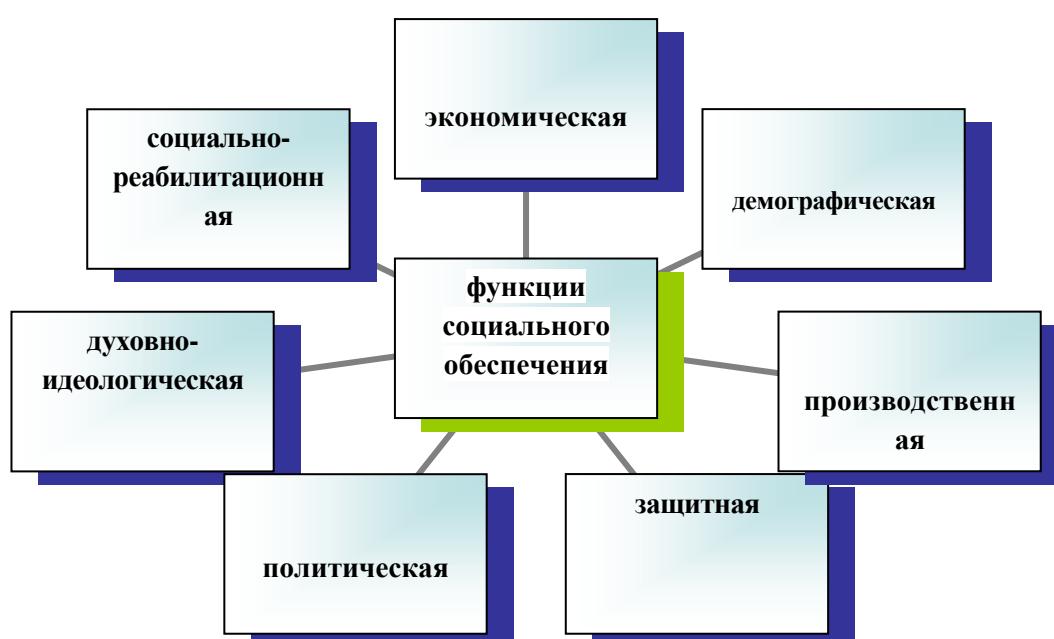 экономическая
социально-
реабилитационн
ая
демографическая
функции
социального
обеспечения
духовно-
идеологическая
производственн
ая
защитная
политическая